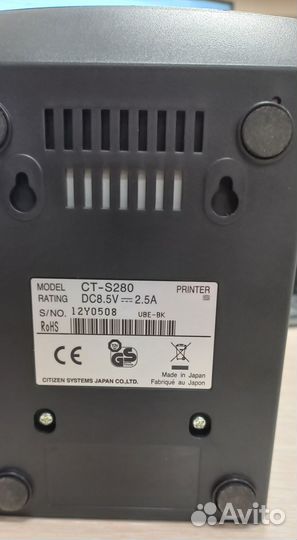 MODEL CT-S280 PRINTER
RATING DC8.5V 2.5A
S/NO. 12Y0508 UBE-BK
RoHS
CE GS
Made in Japan
Fabriqué au Japon
CITIZEN SYSTEMS JAPAN CO.,LTD.
Avito